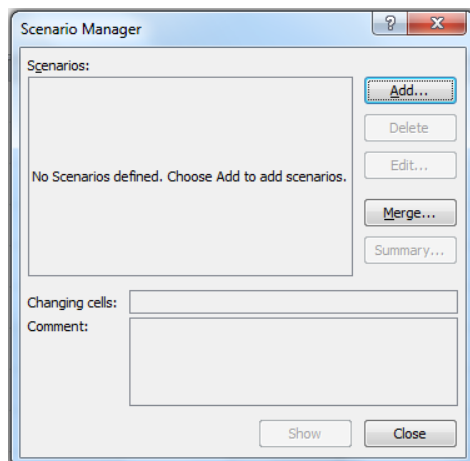 Scenario Manager
?
X
Scenarios:
Add...
Delete
No Scenarios defined. Choose Add to add scenarios.
Edit...
Merge...
Summary...
Changing cells:
Comment:
Show
Close